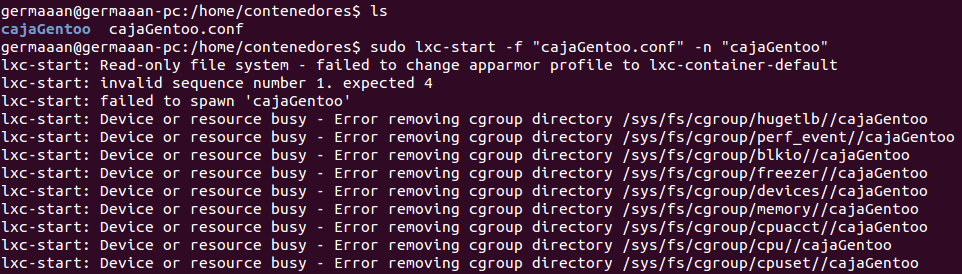 germaaan@germaaan-pc:/home/contenedores$ ls
cajaGentoo  cajaGentoo.conf
germaaan@germaaan-pc:/home/contenedores$ sudo lxc-start -f "cajaGentoo.conf" -n "cajaGentoo"
lxc-start: Read-only file system - failed to change apparmor profile to lxc-container-default
lxc-start: invalid sequence number 1. expected 4
lxc-start: failed to spawn 'cajaGentoo'
lxc-start: Device or resource busy - Error removing cgroup directory /sys/fs/cgroup/hugetlb//cajaGentoo
lxc-start: Device or resource busy - Error removing cgroup directory /sys/fs/cgroup/perf_event//cajaGentoo
lxc-start: Device or resource busy - Error removing cgroup directory /sys/fs/cgroup/blkio//cajaGentoo
lxc-start: Device or resource busy - Error removing cgroup directory /sys/fs/cgroup/freezer//cajaGentoo
lxc-start: Device or resource busy - Error removing cgroup directory /sys/fs/cgroup/devices//cajaGentoo
lxc-start: Device or resource busy - Error removing cgroup directory /sys/fs/cgroup/memory//cajaGentoo
lxc-start: Device or resource busy - Error removing cgroup directory /sys/fs/cgroup/cpuacct//cajaGentoo
lxc-start: Device or resource busy - Error removing cgroup directory /sys/fs/cgroup/cpu//cajaGentoo
lxc-start: Device or resource busy - Error removing cgroup directory /sys/fs/cgroup/cpuset//cajaGentoo